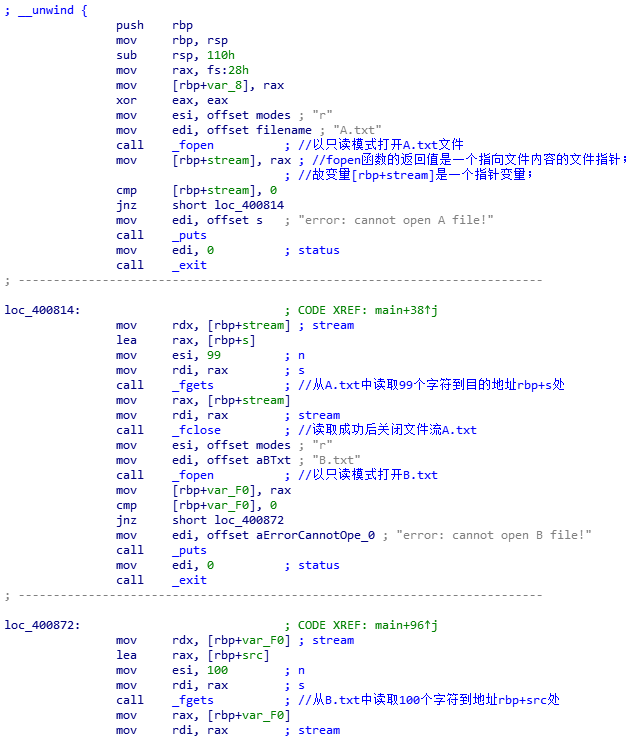 ; __unwind {
push rbp
mov rbp, rsp
sub rsp, 110h
mov rax, fs:28h
mov [rbp+var_8], rax
xor eax, eax
mov esi, offset modes ; "r"
mov edi, offset filename ; "A.txt"
call _fopen ; //以只读模式打开A.txt文件
mov [rbp+stream], rax ; //fopen函数的返回值是一个指向文件内容的文件指针;
; //故变量[rbp+stream]是一个指针变量;
cmp [rbp+stream], 0
jnz short loc_400814
mov edi, offset s ; "error: cannot open A file!"
call _puts
mov edi, 0 ; status
call _exit
; ---------------------------------------------------------------------------
loc_400814: ; CODE XREF: main+38↑j
mov rdx, [rbp+stream] ; stream
lea rax, [rbp+s]
mov esi, 99 ; n
mov rdi, rax ; s
call _fgets ; //从A.txt中读取99个字符到目的地址rbp+s处
mov rax, [rbp+stream]
mov rdi, rax ; stream
call _fclose ; //读取成功后关闭文件流A.txt
mov esi, offset modes ; "r"
mov edi, offset aBTxt ; "B.txt"
call _fopen ; //以只读模式打开B.txt
mov [rbp+var_F0], rax
cmp [rbp+var_F0], 0
jnz short loc_400872
mov edi, offset aErrorCannotOpe_0 ; "error: cannot open B file!"
call _puts
mov edi, 0 ; status
call _exit
; ---------------------------------------------------------------------------
loc_400872: ; CODE XREF: main+96↑j
mov rdx, [rbp+var_F0] ; stream
lea rax, [rbp+src]
mov esi, 100 ; n
mov rdi, rax ; s
call _fgets ; //从B.txt中读取100个字符到地址rbp+src处
mov rax, [rbp+var_F0]
mov rdi, rax ; stream